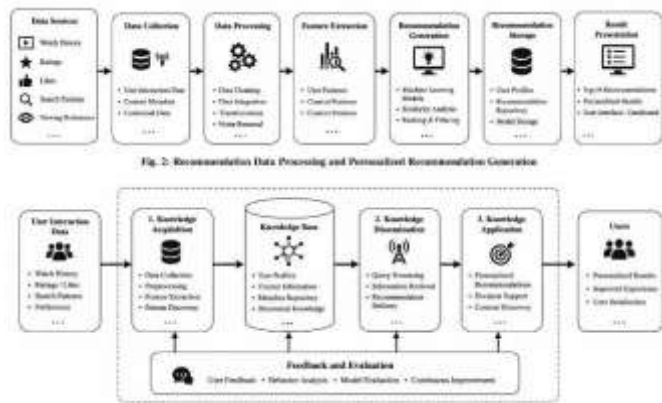 Data Sources
Watch History
Ratings
Likes
Search Patterns
Viewing Preferences
Data Collection
User Interaction Data
Content Metadata
Contextual Data
Data Processing
Data Cleaning
Data Integration
Transformation
Noise Removal
Feature Extraction
User Features
Content Features
Context Features
Recommendation
Generation
Machine Learning
Models
Similarity Analysis
Ranking & Filtering
Recommendation
Storage
User Profiles
Recommendation
Repository
Model Storage
Result
Presentation
Top-N Recommendations
Personalized Results
User Interface
Fig. 2: Recommendation Data Processing and Personalized Recommendation Generation
User Interaction
Data
Watch History
Ratings / Likes
Search Patterns
Preferences
1. Knowledge
Acquisition
Data Collection
Preprocessing
Feature Extraction
Pattern Discovery
Knowledge Base
User Profiles
Content Information
Metadata Repository
Historical Knowledge
2. Knowledge
Dissemination
Query Processing
Information Retrieval
Recommendation
Delivery
3. Knowledge
Application
Personalized
Recommendations
Decision Support
Content Discovery
Users
Personalized Results
Improved Experience
User Satisfaction
Feedback and Evaluation
User Feedback • Behavior Analysis • Model Evaluation • Continuous Improvement